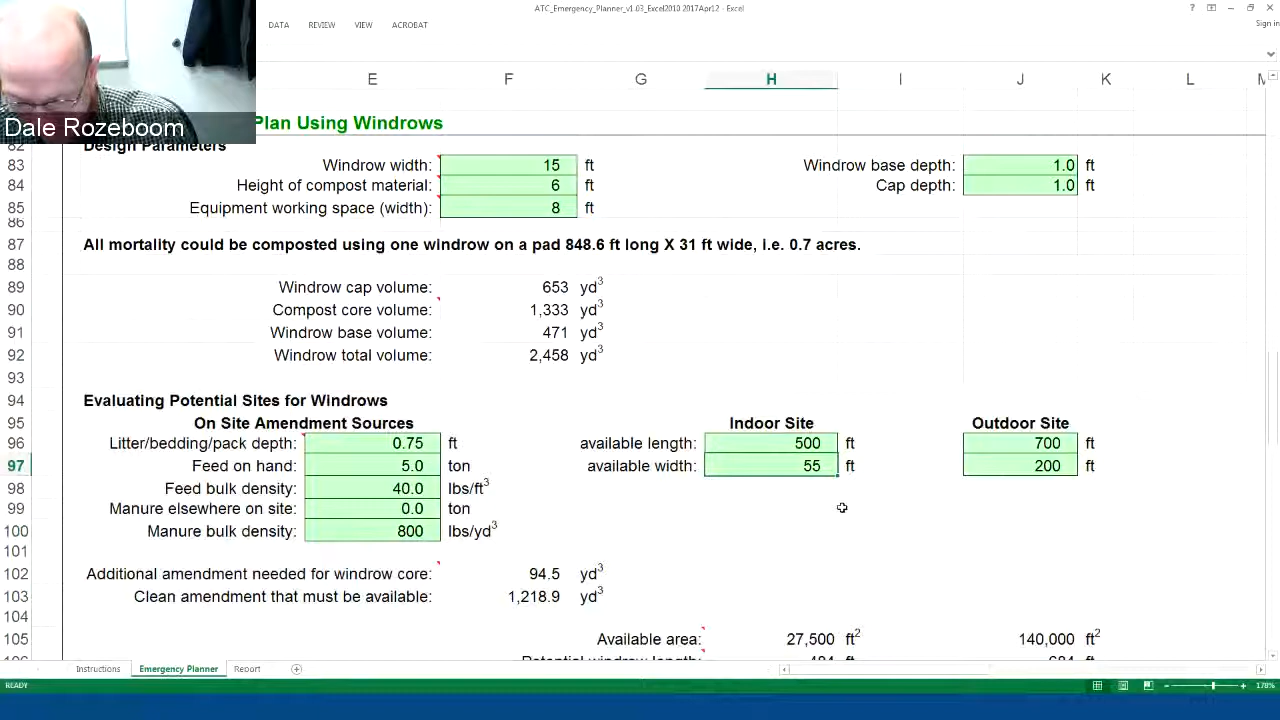 ATC_Emergency_Planner_v1.03_Excel2010 2017Apr12 - Excel
DATA REVIEW VIEW ACROBAT
Sign in
E F G H I J K L M
Dale Rozeboom
Plan Using Windrows
82 Design Parameters
83 Windrow width: 15 ft Windrow base depth: 1.0 ft
84 Height of compost material: 6 ft Cap depth: 1.0 ft
85 Equipment working space (width): 8 ft
86
87 All mortality could be composted using one windrow on a pad 848.6 ft long X 31 ft wide, i.e. 0.7 acres.
88
89 Windrow cap volume: 653 yd3
90 Compost core volume: 1,333 yd3
91 Windrow base volume: 471 yd3
92 Windrow total volume: 2,458 yd3
93
94 Evaluating Potential Sites for Windrows
95 On Site Amendment Sources Indoor Site Outdoor Site
96 Litter/bedding/pack depth: 0.75 ft available length: 500 ft 700 ft
97 Feed on hand: 5.0 ton available width: 55 ft 200 ft
98 Feed bulk density: 40.0 lbs/ft3
99 Manure elsewhere on site: 0.0 ton
100 Manure bulk density: 800 lbs/yd3
101
102 Additional amendment needed for windrow core: 94.5 yd3
103 Clean amendment that must be available: 1,218.9 yd3
104
105 Available area: 27,500 ft2 140,000 ft2
106 Potential windrow length: 484 ft 684 ft
Instructions Emergency Planner Report
READY 178%